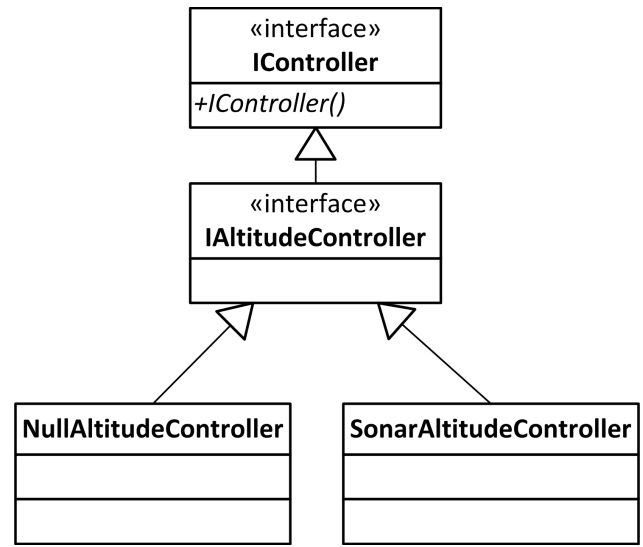 «interface»
IController
+IController()
«interface»
IAltitudeController
NullAltitudeController
SonarAltitudeController